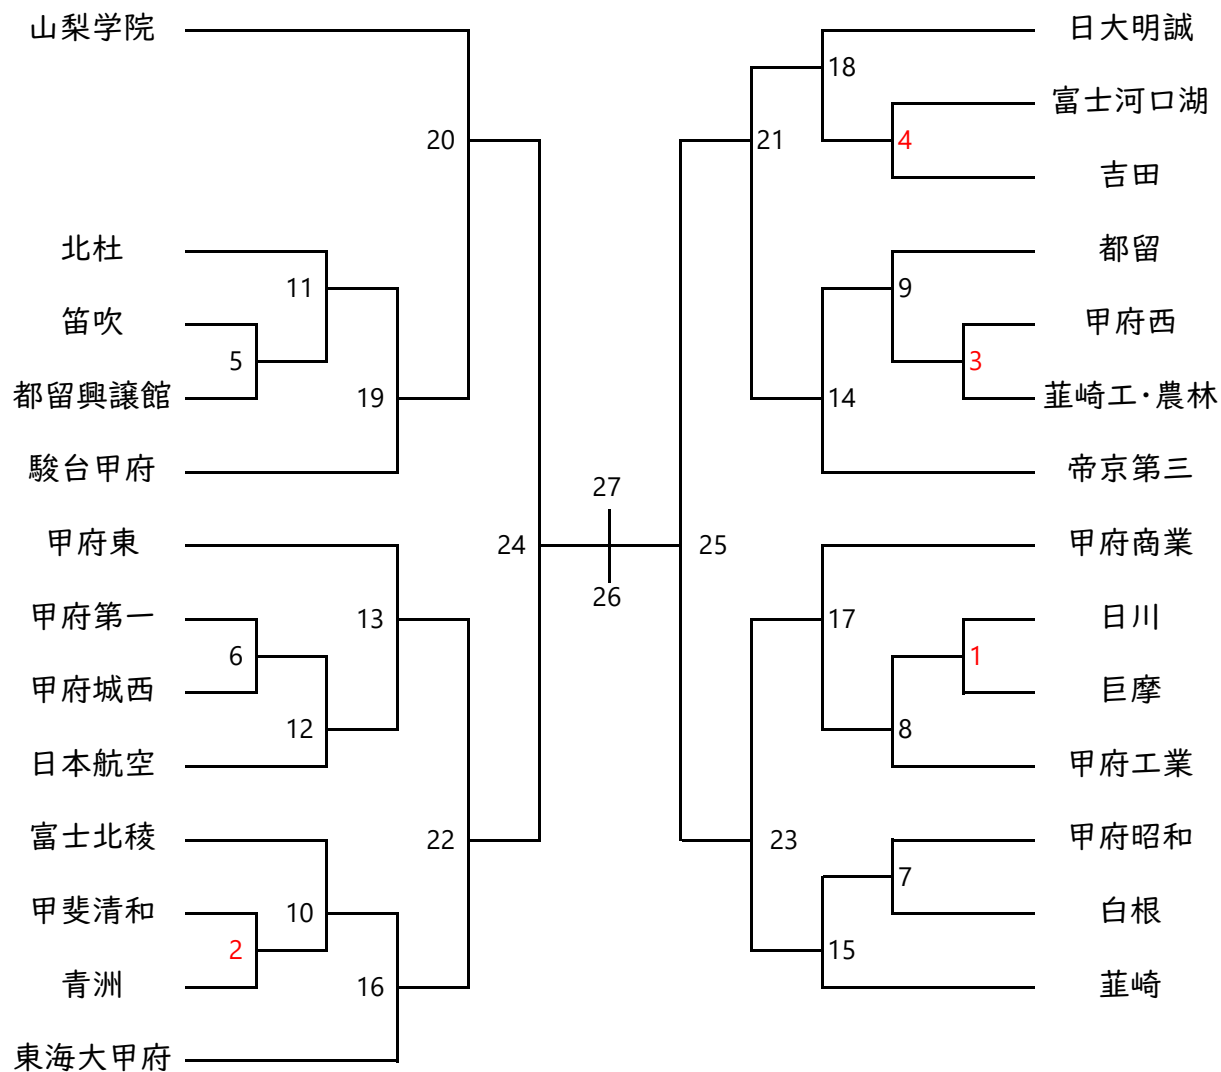 山梨学院
北杜
笛吹
都留興譲館
駿台甲府
甲府東
甲府第一
甲府城西
日本航空
富士北稜
甲斐清和
青洲
東海大甲府
20
11
5
19
24
13
6
12
22
10
2
16
27
26
18
4
21
9
3
14
25
17
1
8
23
7
15
日大明誠
富士河口湖
吉田
都留
甲府西
韮崎工・農林
帝京第三
甲府商業
日川
巨摩
甲府工業
甲府昭和
白根
韮崎